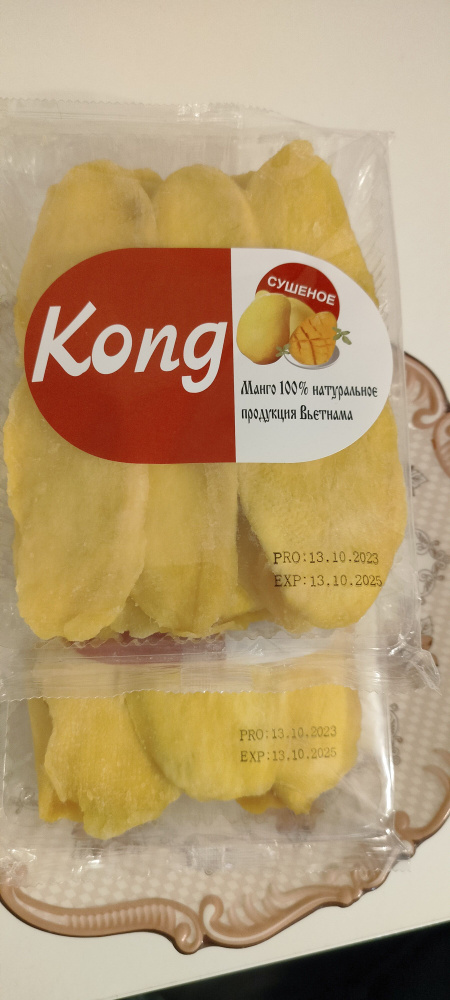 Kong
СУШЕНОЕ
Манго 100% натуральное
продукция Вьетнама
PRO:13.10.2023
EXP:13.10.2025
PRO:13.10.2023
EXP:13.10.2025